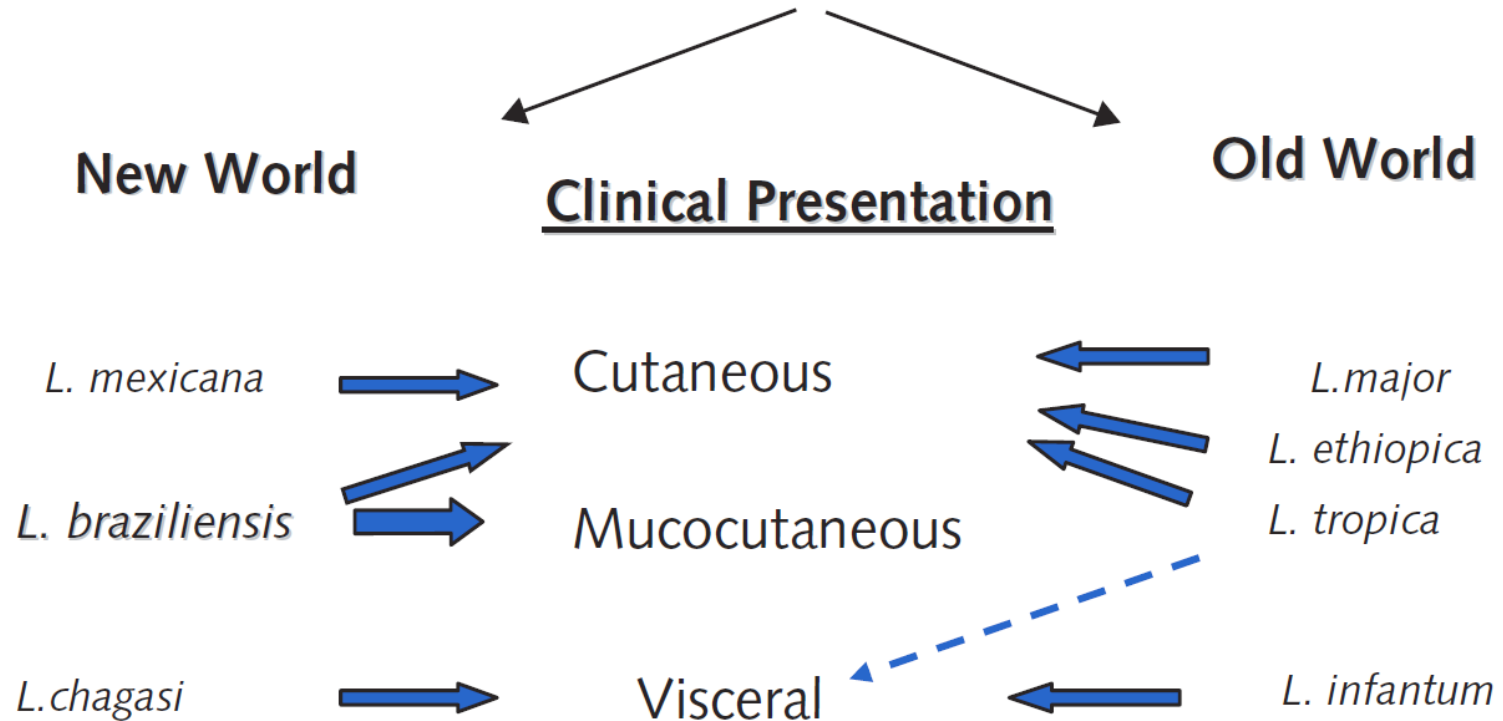 New World
Clinical Presentation
Old World
L. mexicana
Cutaneous
L.major
L. ethiopica
L. braziliensis
Mucocutaneous
L. tropica
L.chagasi
Visceral
L. infantum